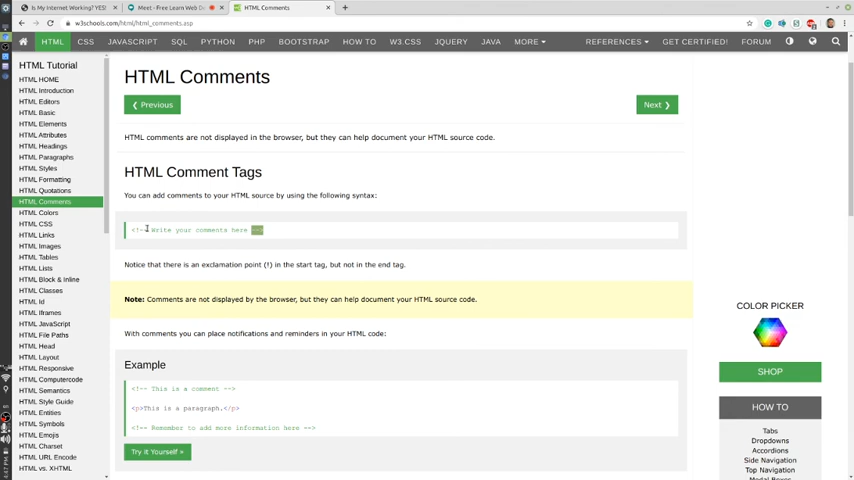 Is My Internet Working? YES!
Meet - Free Learn Web D
HTML Comments
w3schools.com/html/html_comments.asp
HTML CSS JAVASCRIPT SQL PYTHON PHP BOOTSTRAP HOW TO W3.CSS JQUERY JAVA MORE REFERENCES GET CERTIFIED! FORUM
HTML Tutorial
HTML HOME
HTML Introduction
HTML Editors
HTML Basic
HTML Elements
HTML Attributes
HTML Headings
HTML Paragraphs
HTML Styles
HTML Formatting
HTML Quotations
HTML Comments
HTML Colors
HTML CSS
HTML Links
HTML Images
HTML Tables
HTML Lists
HTML Block & Inline
HTML Classes
HTML Id
HTML Iframes
HTML JavaScript
HTML File Paths
HTML Head
HTML Layout
HTML Responsive
HTML Computercode
HTML Semantics
HTML Style Guide
HTML Entities
HTML Symbols
HTML Emojis
HTML Charset
HTML URL Encode
HTML vs. XHTML
HTML Comments
❮ Previous
Next ❯
HTML comments are not displayed in the browser, but they can help document your HTML source code.
HTML Comment Tags
You can add comments to your HTML source by using the following syntax:
<!-- Write your comments here -->
Notice that there is an exclamation point (!) in the start tag, but not in the end tag.
Note: Comments are not displayed by the browser, but they can help document your HTML source code.
With comments you can place notifications and reminders in your HTML code:
Example
<!-- This is a comment -->
<p>This is a paragraph.</p>
<!-- Remember to add more information here -->
Try it Yourself »
COLOR PICKER
SHOP
HOW TO
Tabs
Dropdowns
Accordions
Side Navigation
Top Navigation
Modal Boxes